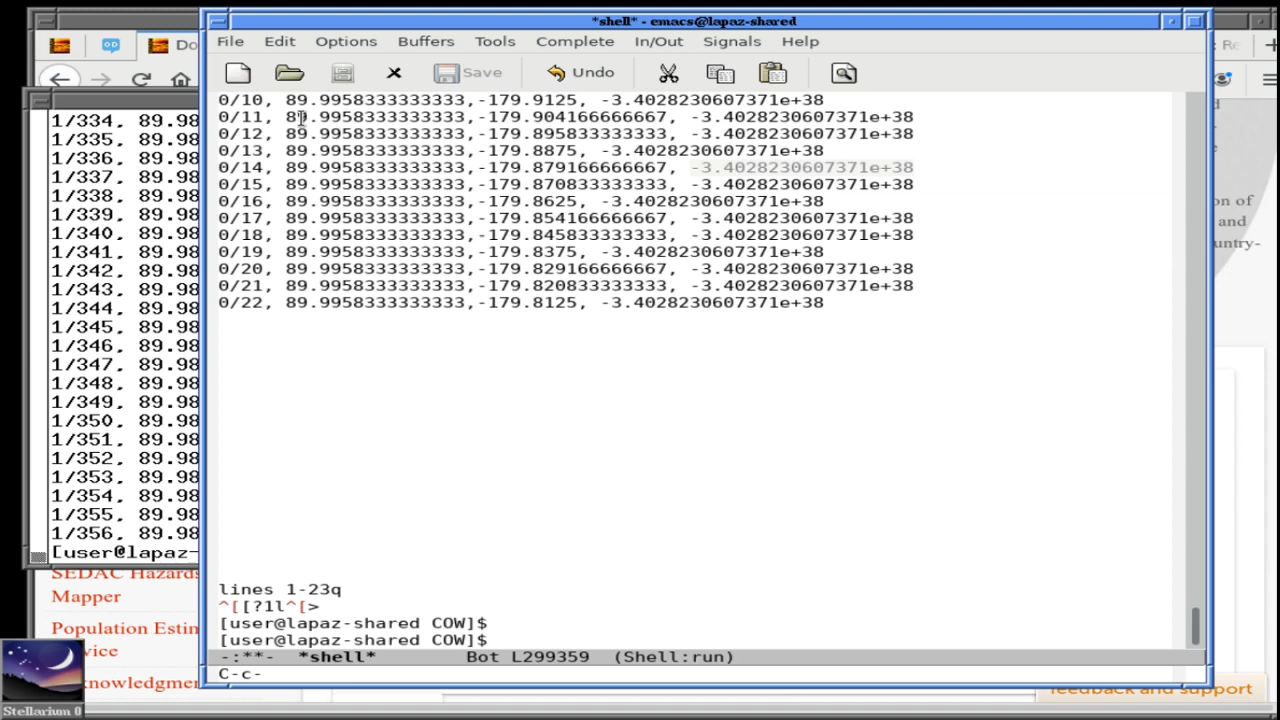 *shell* - emacs@lapaz-shared
File Edit Options Buffers Tools Complete In/Out Signals Help
Save Undo
0/10, 89.9958333333333,-179.9125, -3.4028230607371e+38
0/11, 89.9958333333333,-179.904166666667, -3.4028230607371e+38
0/12, 89.9958333333333,-179.895833333333, -3.4028230607371e+38
0/13, 89.9958333333333,-179.8875, -3.4028230607371e+38
0/14, 89.9958333333333,-179.879166666667, -3.4028230607371e+38
0/15, 89.9958333333333,-179.870833333333, -3.4028230607371e+38
0/16, 89.9958333333333,-179.8625, -3.4028230607371e+38
0/17, 89.9958333333333,-179.854166666667, -3.4028230607371e+38
0/18, 89.9958333333333,-179.845833333333, -3.4028230607371e+38
0/19, 89.9958333333333,-179.8375, -3.4028230607371e+38
0/20, 89.9958333333333,-179.829166666667, -3.4028230607371e+38
0/21, 89.9958333333333,-179.820833333333, -3.4028230607371e+38
0/22, 89.9958333333333,-179.8125, -3.4028230607371e+38
lines 1-23q
^[[?1l^[>
[user@lapaz-shared COW]$
[user@lapaz-shared COW]$
-:**- *shell* Bot L299359 (Shell:run)
C-c-
Do
1/334, 89.98
1/335, 89.98
1/336, 89.98
1/337, 89.98
1/338, 89.98
1/339, 89.98
1/340, 89.98
1/341, 89.98
1/342, 89.98
1/343, 89.98
1/344, 89.98
1/345, 89.98
1/346, 89.98
1/347, 89.98
1/348, 89.98
1/349, 89.98
1/350, 89.98
1/351, 89.98
1/352, 89.98
1/353, 89.98
1/354, 89.98
1/355, 89.98
1/356, 89.98
[user@lapaz-
SEDAC Hazards
Mapper
Population Estim
vice
knowledgmen
Stellarium 0
: Re
on of
and
untry-
feedback and support